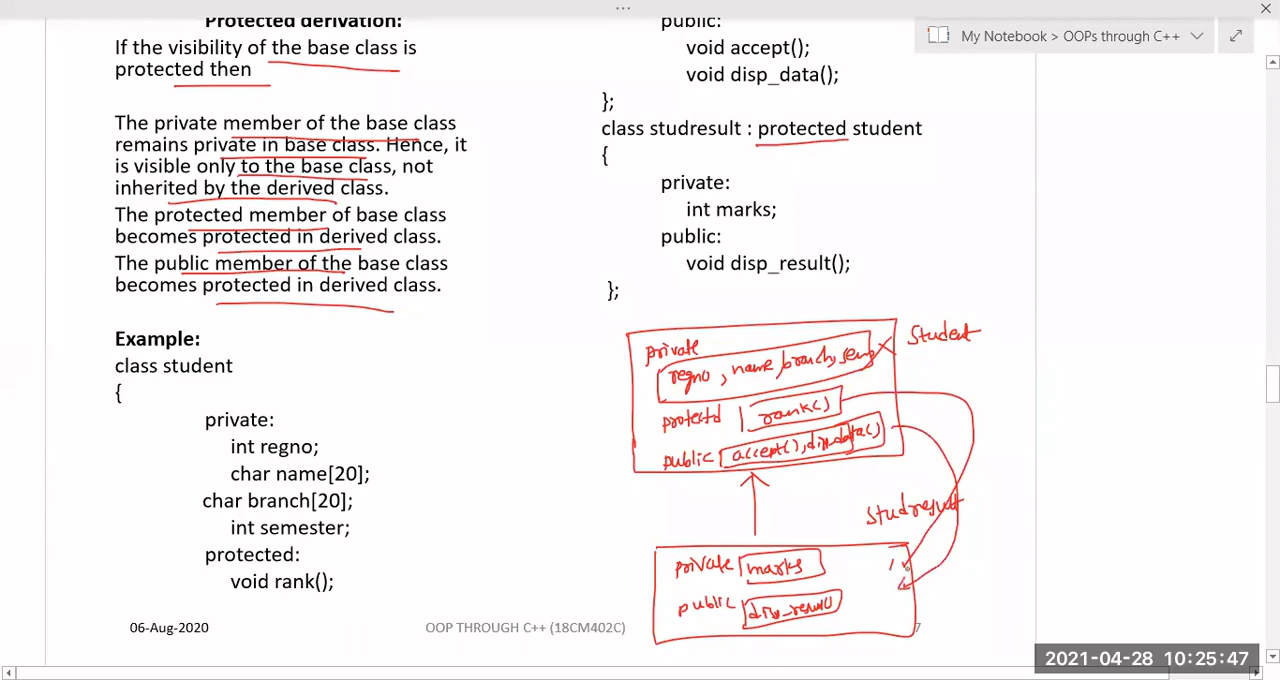 My Notebook > OOPs through C++
Protected derivation:
If the visibility of the base class is
protected then
The private member of the base class
remains private in base class. Hence, it
is visible only to the base class, not
inherited by the derived class.
The protected member of base class
becomes protected in derived class.
The public member of the base class
becomes protected in derived class.
Example:
class student
{
private:
int regno;
char name[20];
char branch[20];
int semester;
protected:
void rank();
public:
void accept();
void disp_data();
};
class studresult : protected student
{
private:
int marks;
public:
void disp_result();
};
Student
private
regno, name, branch, sem
protectd rank()
public accept(), disp_data()
Studresult
private marks
public disp_result()
06-Aug-2020
OOP THROUGH C++ (18CM402C)
7
2021-04-28 10:25:47